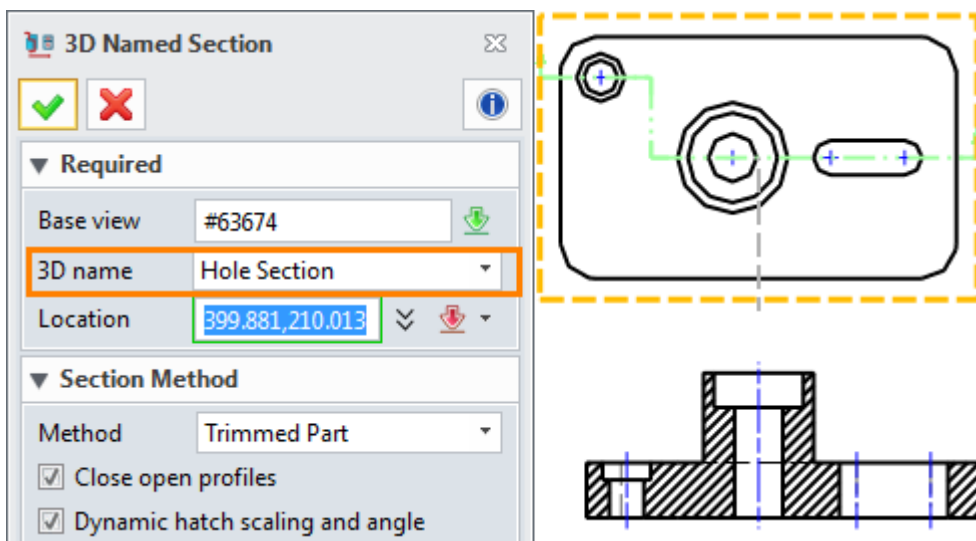 3D Named Section
Required
Base view #63674
3D name Hole Section
Location 399.881,210.013
Section Method
Method Trimmed Part
Close open profiles
Dynamic hatch scaling and angle